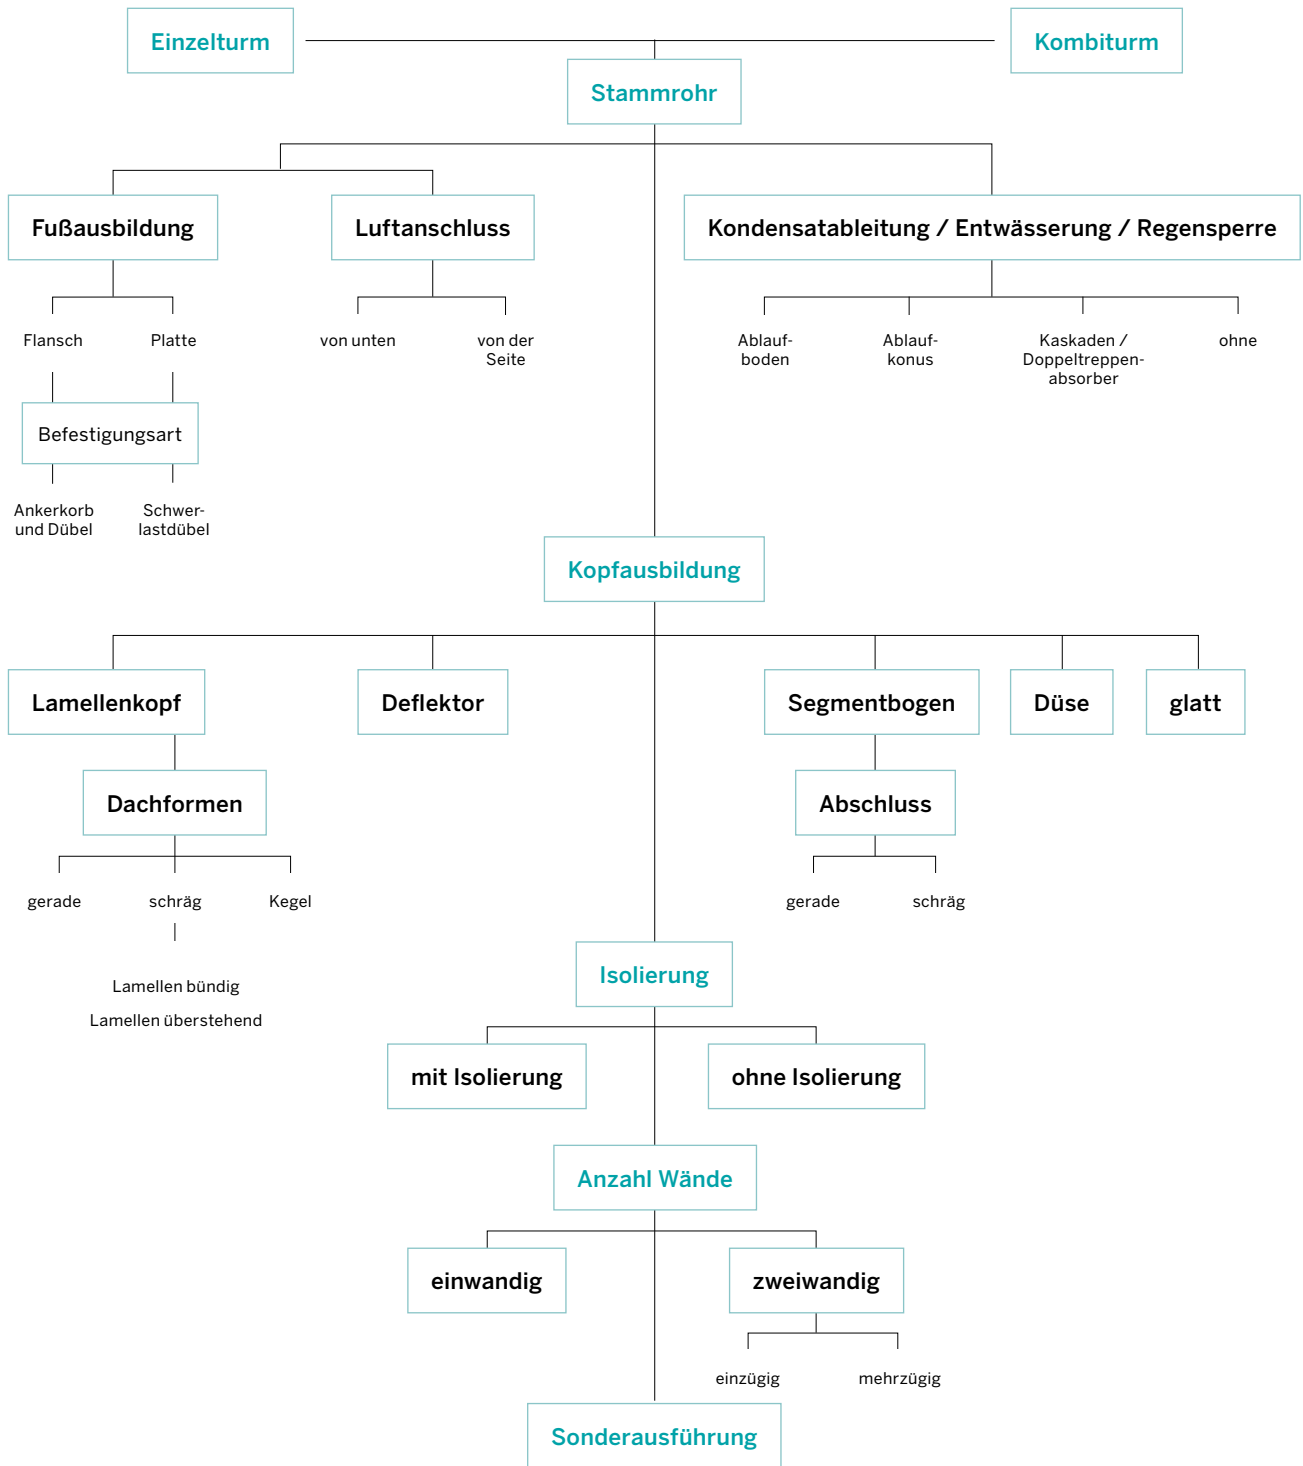 Einzelturm
Kombiturm
Stammrohr
Fußausbildung
Luftanschluss
Kondensatableitung / Entwässerung / Regensperre
Flansch
Platte
von unten
von der
Seite
Ablauf-
boden
Ablauf-
konus
Kaskaden /
Doppeltreppen-
absorber
ohne
Befestigungsart
Ankerkorb
und Dübel
Schwer-
lastdübel
Kopfausbildung
Lamellenkopf
Deflektor
Segmentbogen
Düse
glatt
Dachformen
Abschluss
gerade
schräg
Kegel
gerade
schräg
Lamellen bündig
Lamellen überstehend
Isolierung
mit Isolierung
ohne Isolierung
Anzahl Wände
einwandig
zweiwandig
einzügig
mehrzügig
Sonderausführung